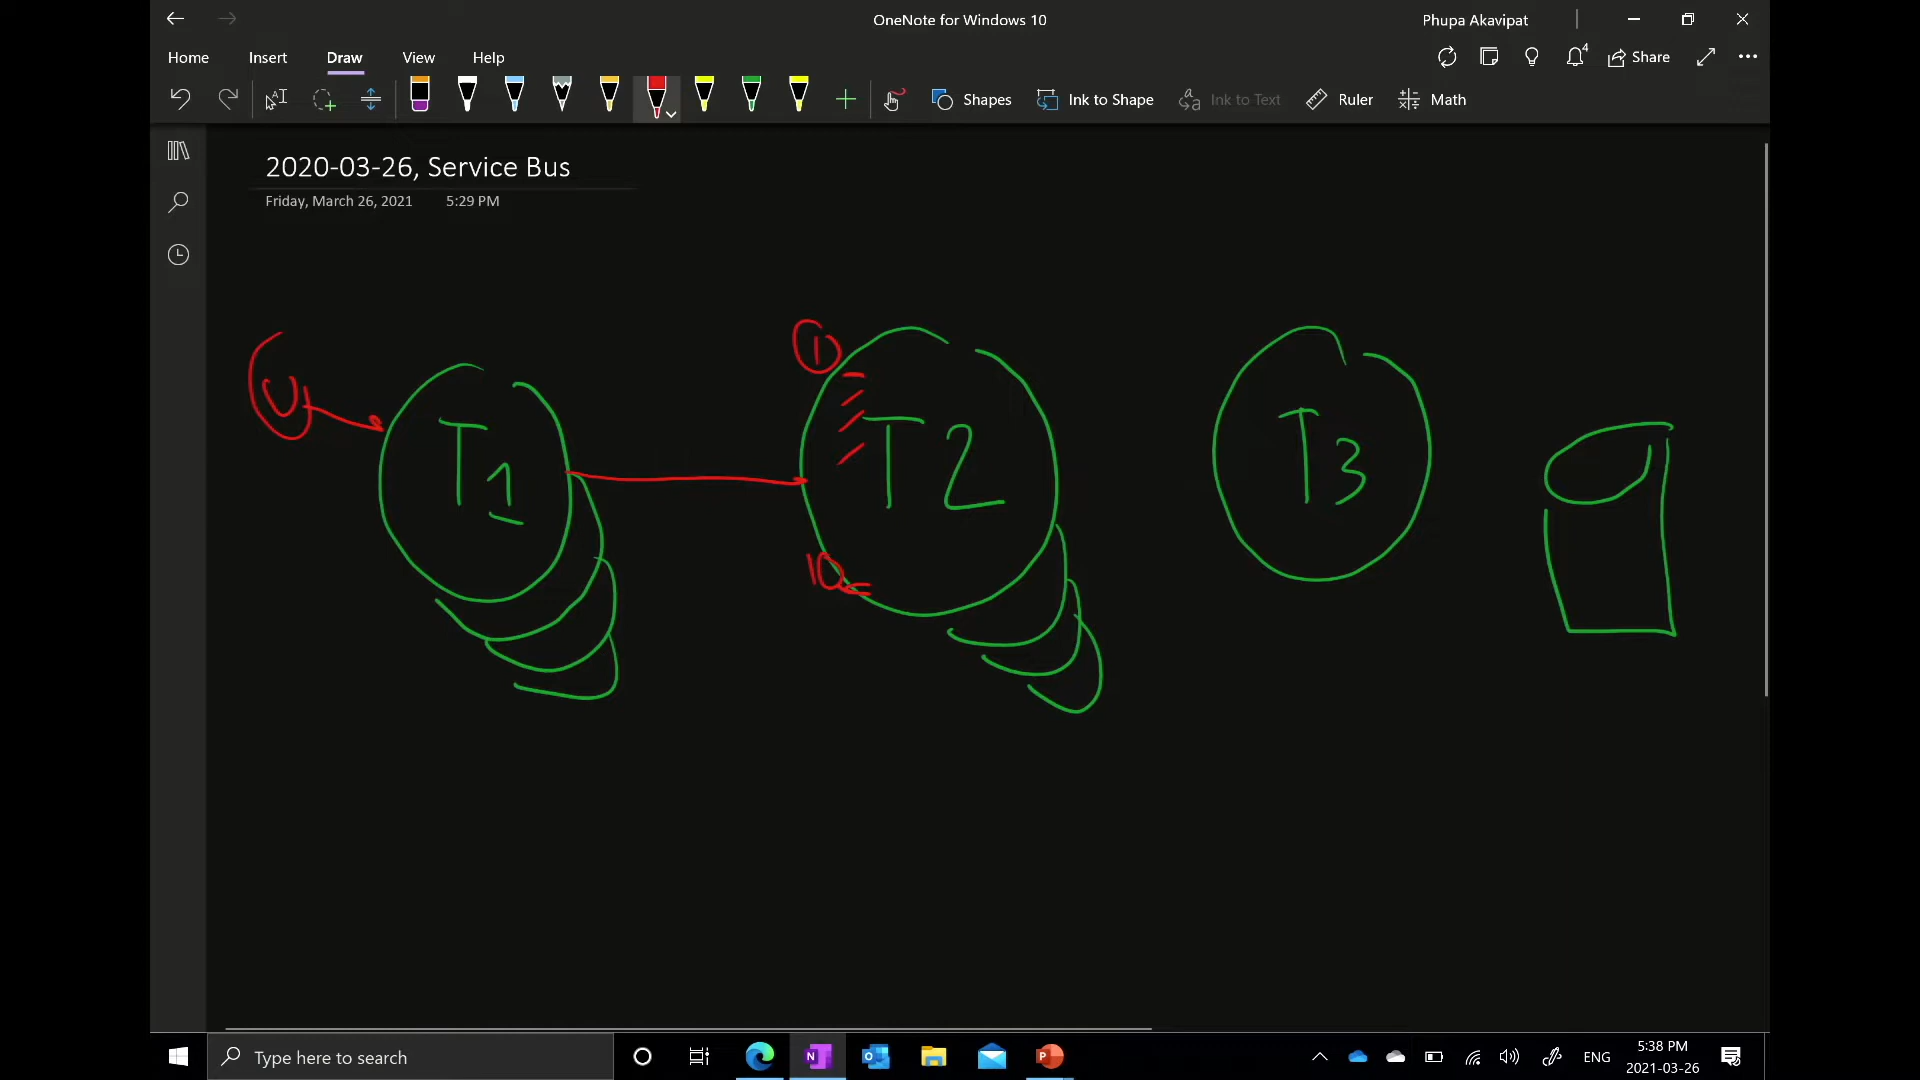 OneNote for Windows 10
Phupa Akavipat
Home Insert Draw View Help
4
Share
Shapes
Ink to Shape
Ink to Text
Ruler
Math
2020-03-26, Service Bus
Friday, March 26, 2021 5:29 PM
U
T1
1
T2
10
T3
Type here to search
N
P
ENG
5:38 PM
2021-03-26